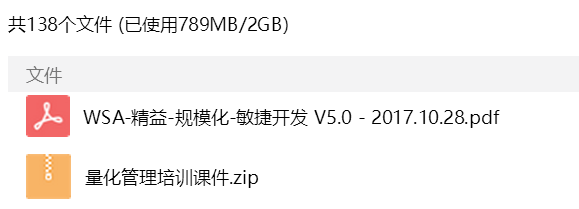 共138个文件 (已使用789MB/2GB)
文件
WSA-精益-规模化-敏捷开发 V5.0 - 2017.10.28.pdf
量化管理培训课件.zip